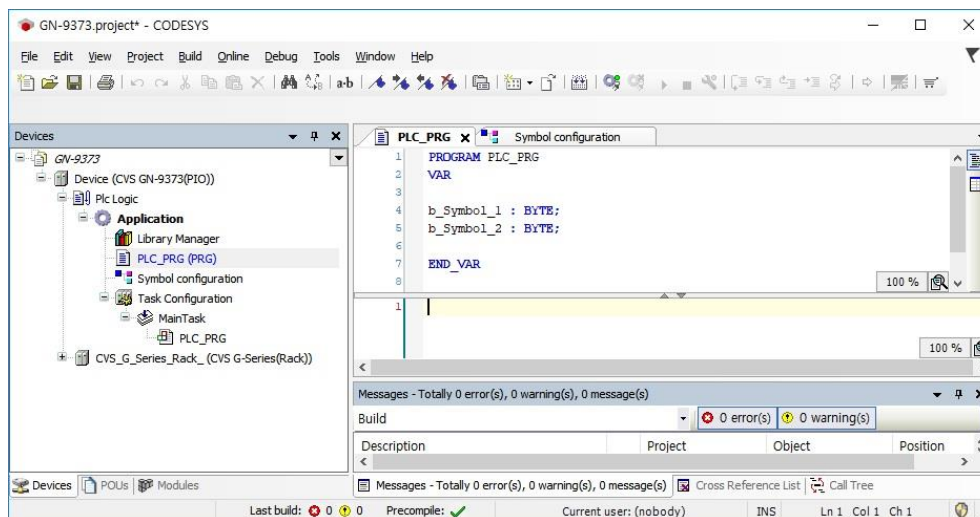 GN-9373.project* - CODESYS
File Edit View Project Build Online Debug Tools Window Help
Devices
GN-9373
Device (CVS GN-9373(PIO))
Plc Logic
Application
Library Manager
PLC_PRG (PRG)
Symbol configuration
Task Configuration
MainTask
PLC_PRG
CVS_G_Series_Rack_ (CVS G-Series(Rack))
Devices POUs Modules
PLC_PRG Symbol configuration
1 PROGRAM PLC_PRG
2 VAR
3
4 b_Symbol_1 : BYTE;
5 b_Symbol_2 : BYTE;
6
7 END_VAR
8
100 %
1
100 %
Messages - Totally 0 error(s), 0 warning(s), 0 message(s)
Build 0 error(s) 0 warning(s)
Description Project Object Position
Messages - Totally 0 error(s), 0 warning(s), 0 message(s) Cross Reference List Call Tree
Last build: 0 0 Precompile: Current user: (nobody) INS Ln 1 Col 1 Ch 1